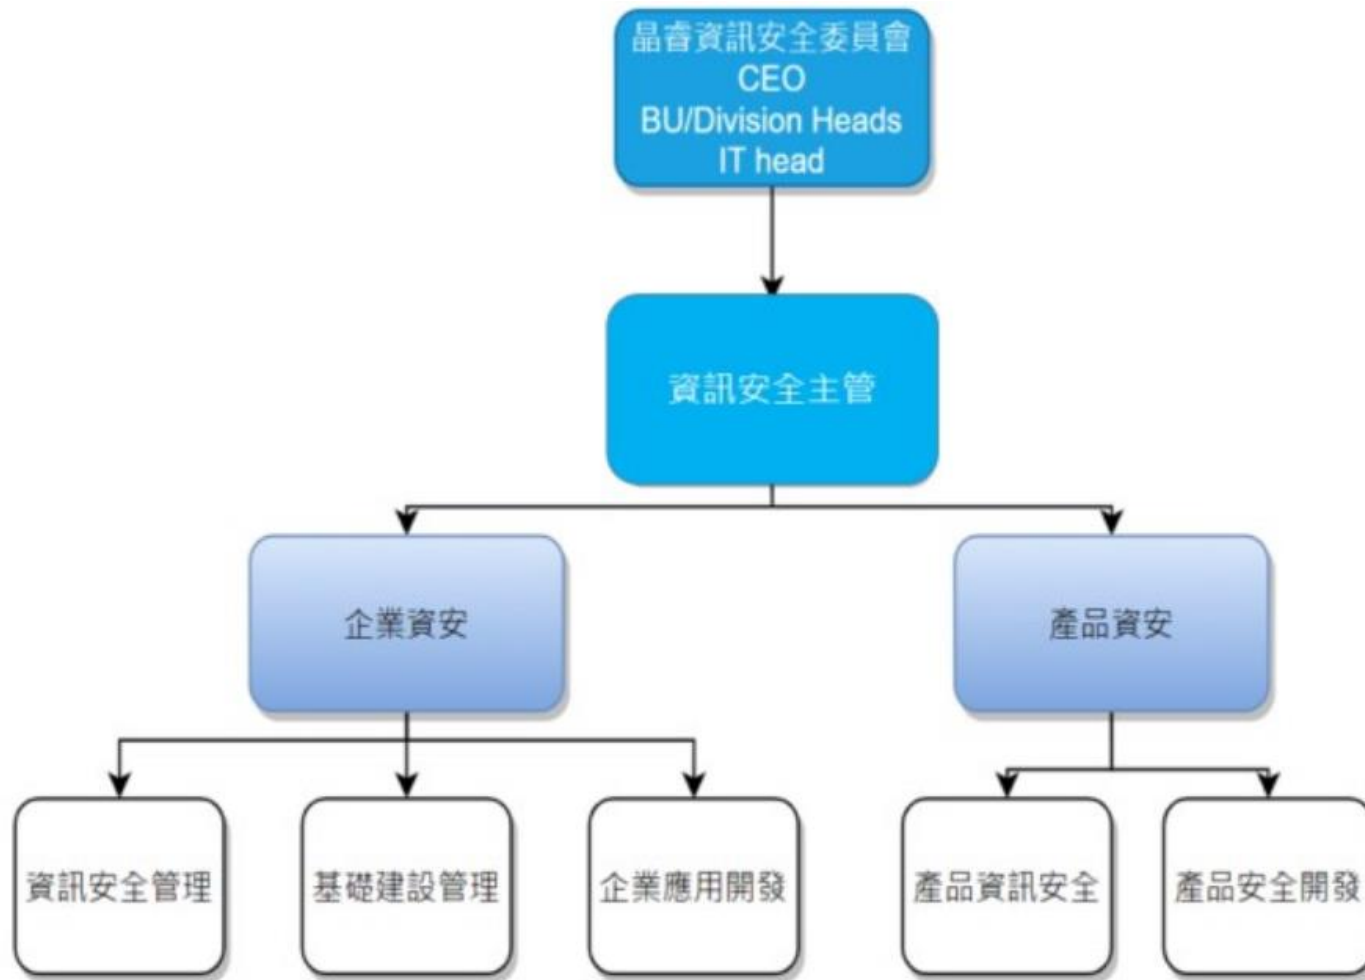 晶睿資訊安全委員會
CEO
BU/Division Heads
IT head
資訊安全主管
企業資安
產品資安
資訊安全管理
基礎建設管理
企業應用開發
產品資訊安全
產品安全開發